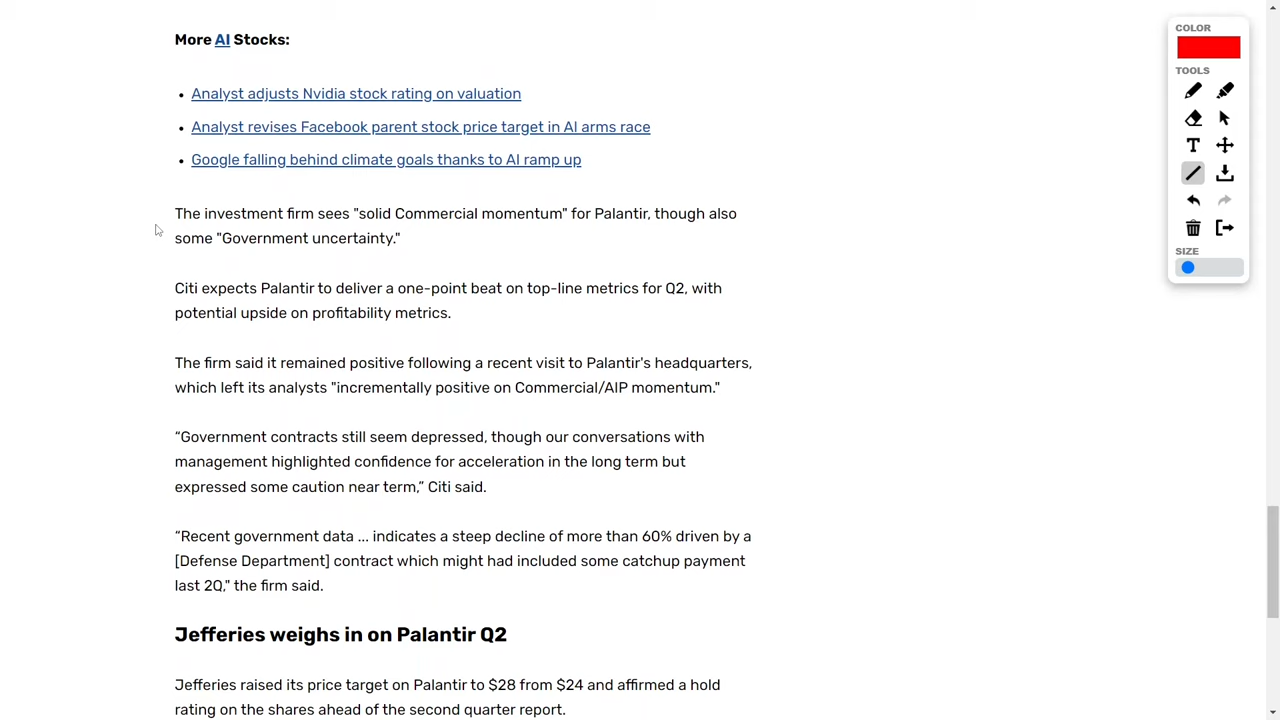 More AI Stocks:
• Analyst adjusts Nvidia stock rating on valuation
• Analyst revises Facebook parent stock price target in AI arms race
• Google falling behind climate goals thanks to AI ramp up
The investment firm sees "solid Commercial momentum" for Palantir, though also
some "Government uncertainty."
Citi expects Palantir to deliver a one-point beat on top-line metrics for Q2, with
potential upside on profitability metrics.
The firm said it remained positive following a recent visit to Palantir's headquarters,
which left its analysts "incrementally positive on Commercial/AIP momentum."
“Government contracts still seem depressed, though our conversations with
management highlighted confidence for acceleration in the long term but
expressed some caution near term,” Citi said.
“Recent government data ... indicates a steep decline of more than 60% driven by a
[Defense Department] contract which might had included some catchup payment
last 2Q," the firm said.
Jefferies weighs in on Palantir Q2
Jefferies raised its price target on Palantir to $28 from $24 and affirmed a hold
rating on the shares ahead of the second quarter report.
COLOR
TOOLS
T
SIZE